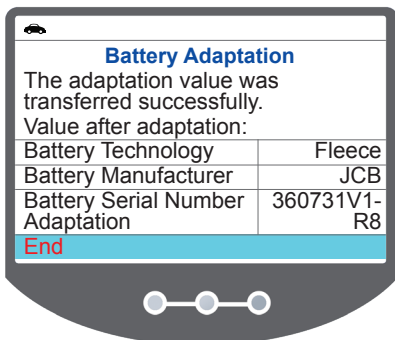 Battery Adaptation
The adaptation value was
transferred successfully.
Value after adaptation:
Battery Technology Fleece
Battery Manufacturer JCB
Battery Serial Number 360731V1-
Adaptation R8
End